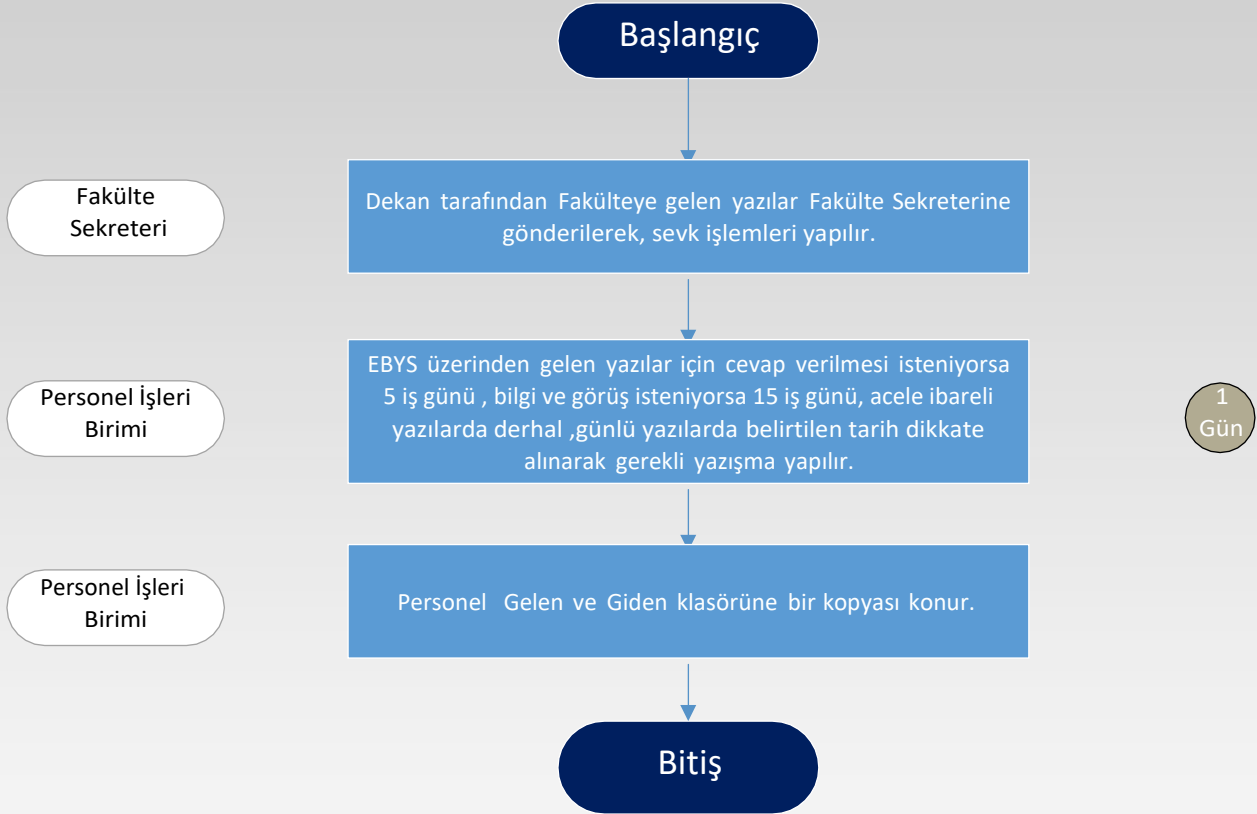 Başlangıç
Fakülte
Sekreteri
Dekan tarafından Fakülteye gelen yazılar Fakülte Sekreterine
gönderilerek, sevk işlemleri yapılır.
Personel İşleri
Birimi
EBYS üzerinden gelen yazılar için cevap verilmesi isteniyorsa
5 iş günü , bilgi ve görüş isteniyorsa 15 iş günü, acele ibareli
yazılarda derhal ,günlü yazılarda belirtilen tarih dikkate
alınarak gerekli yazışma yapılır.
1
Gün
Personel İşleri
Birimi
Personel Gelen ve Giden klasörüne bir kopyası konur.
Bitiş